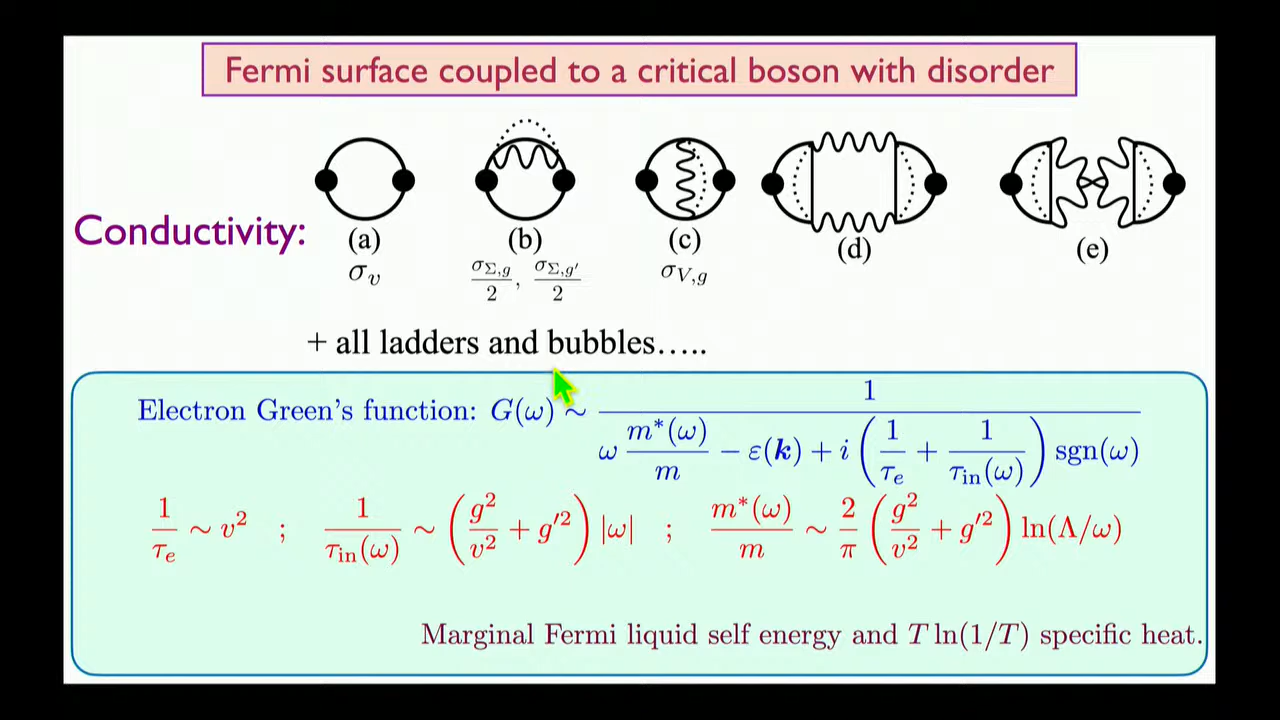 Fermi surface coupled to a critical boson with disorder
Conductivity:
(a) (b) (c) (d) (e)
σ_v  σ_{Σ,g}/2, σ_{Σ,g′}/2  σ_{V,g}
+ all ladders and bubbles.....
Electron Green's function: G(ω) ~ 1 / (ω m*(ω)/m − ε(k) + i (1/τ_e + 1/τ_in(ω)) sgn(ω))
1/τ_e ~ v² ; 1/τ_in(ω) ~ (g²/v² + g′²) |ω| ; m*(ω)/m ~ 2/π (g²/v² + g′²) ln(Λ/ω)
Marginal Fermi liquid self energy and T ln(1/T) specific heat.